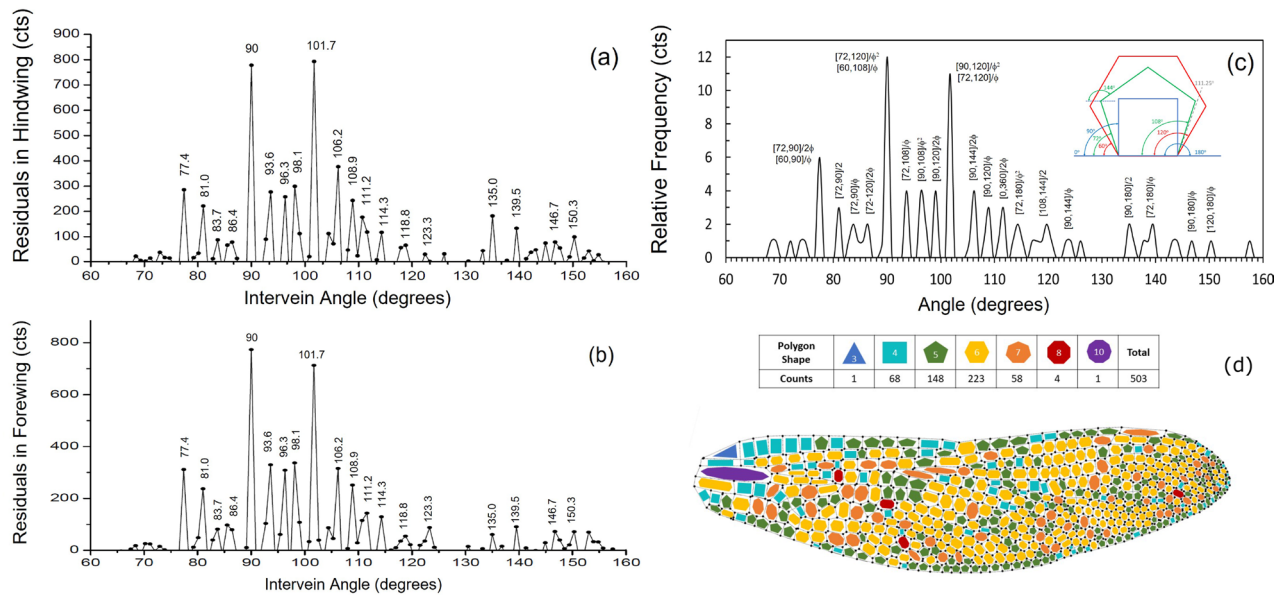 (a)
Residuals in Hindwing (cts)
900
800
700
600
500
400
300
200
100
0
77.4
81.0
83.7
86.4
90
93.6
96.3
98.1
101.7
106.2
108.9
111.2
114.3
118.8
123.3
135.0
139.5
146.7
150.3
60 70 80 90 100 110 120 130 140 150 160
Intervein Angle (degrees)
(b)
Residuals in Forewing (cts)
800
600
400
200
0
77.4
81.0
83.7
86.4
90
93.6
96.3
98.1
101.7
106.2
108.9
111.2
114.3
118.8
123.3
135.0
139.5
146.7
150.3
60 70 80 90 100 110 120 130 140 150 160
Intervein Angle (degrees)
(c)
Relative Frequency (cts)
12
10
8
6
4
2
0
[72,90]/2ϕ
[60,90]/ϕ
[72,90]/2
[72,90]/ϕ
[72-120]/2ϕ
[72,120]/ϕ²
[60,108]/ϕ
[72,108]/ϕ
[90,108]/ϕ²
[90,120]/2ϕ
[90,120]/ϕ²
[72,120]/ϕ
[90,144]/2ϕ
[90,120]/ϕ
[0,360]/2ϕ
[72,180]/ϕ²
[108,144]/2
[90,144]/ϕ
[90,180]/2
[72,180]/ϕ
[90,180]/ϕ
[120,180]/ϕ
144°
131.25°
108°
120°
90°
72°
60°
0°
180°
60 70 80 90 100 110 120 130 140 150 160
Angle (degrees)
(d)
Polygon Shape 3 4 5 6 7 8 10 Total
Counts 1 68 148 223 58 4 1 503